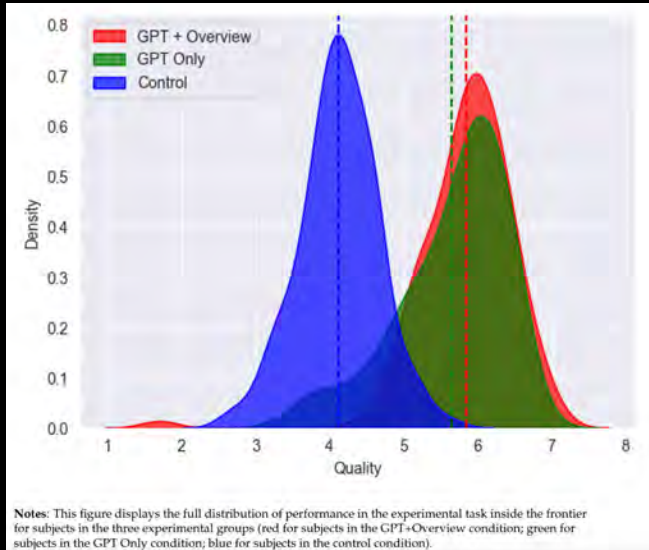 0.8
GPT + Overview
GPT Only
Control
0.7
0.6
0.5
Density
0.4
0.3
0.2
0.1
0.0
1 2 3 4 5 6 7 8
Quality
Notes: This figure displays the full distribution of performance in the experimental task inside the frontier
for subjects in the three experimental groups (red for subjects in the GPT+Overview condition; green for
subjects in the GPT Only condition; blue for subjects in the control condition).